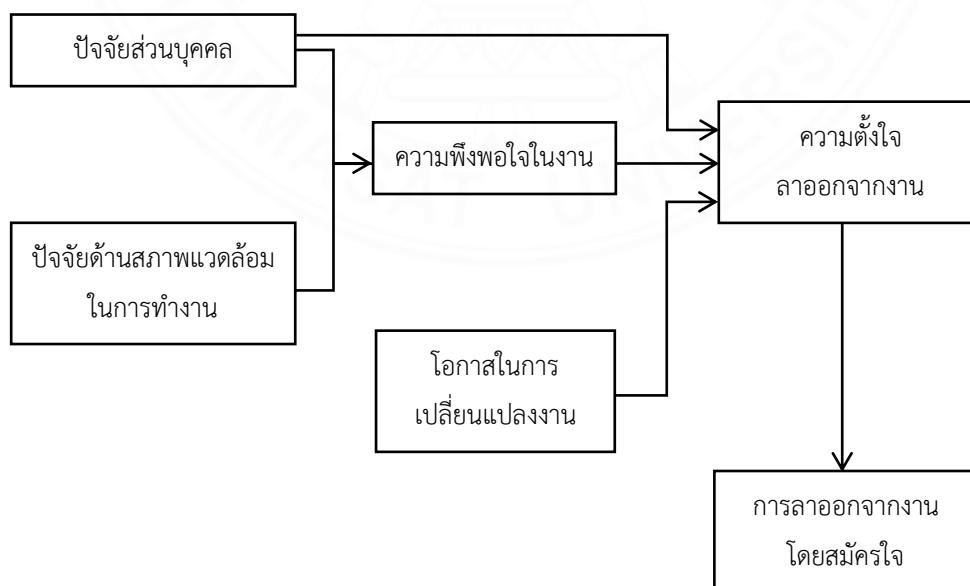 ปัจจัยส่วนบุคคล
ความพึงพอใจในงาน
ความตั้งใจ
ลาออกจากงาน
ปัจจัยด้านสภาพแวดล้อม
ในการทำงาน
โอกาสในการ
เปลี่ยนแปลงงาน
การลาออกจากงาน
โดยสมัครใจ